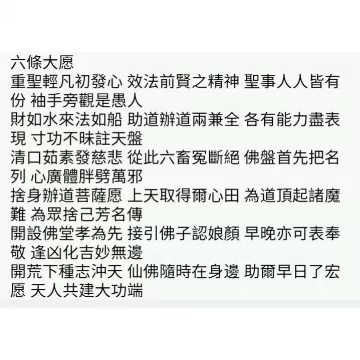 六條大愿
重聖輕凡初發心 效法前賢之精神 聖事人人皆有
份 袖手旁觀是愚人
財如水來法如船 助道辦道兩兼全 各有能力盡表
現 寸功不昧註天盤
清口茹素發慈悲 從此六畜冤斷絕 佛盤首先把名
列 心廣體胖劈萬邪
捨身辦道菩薩愿 上天取得爾心田 為道頂起諸魔
難 為眾捨己芳名傳
開設佛堂孝為先 接引佛子認娘顏 早晚亦可表奉
敬 逢凶化吉妙無邊
開荒下種志沖天 仙佛隨時在身邊 助爾早日了宏
愿 天人共建大功端